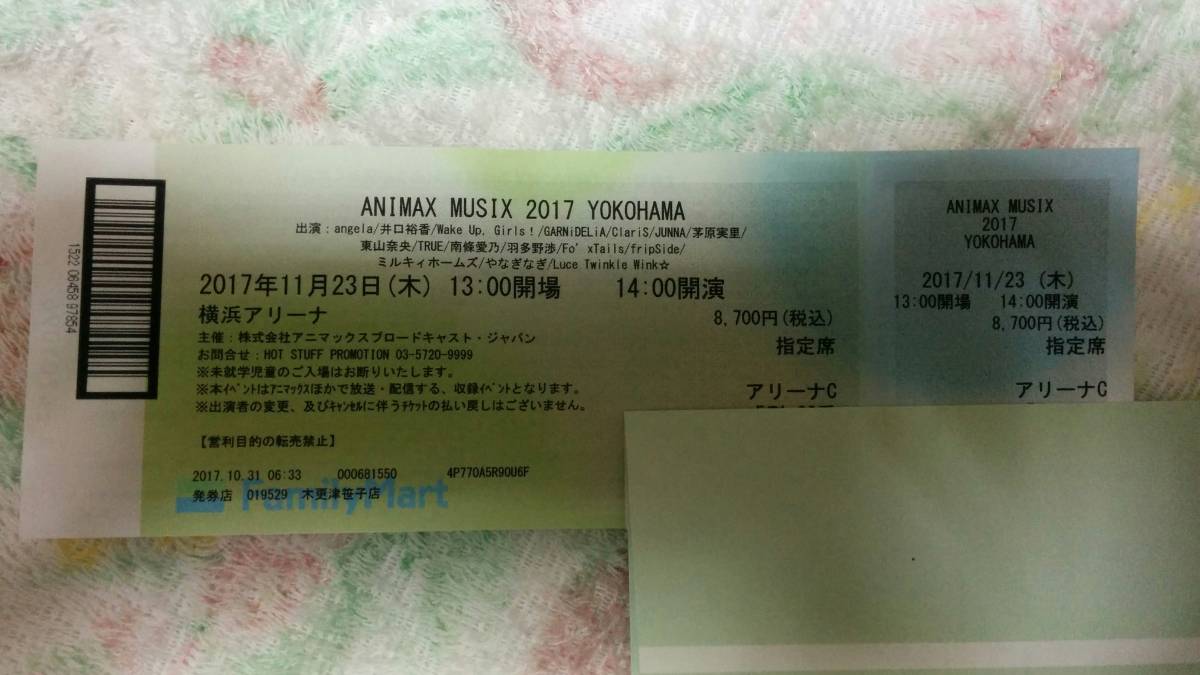 ANIMAX MUSIX 2017 YOKOHAMA
出演：angela/井口裕香/Wake Up, Girls！/GARNiDELiA/ClariS/JUNNA/茅原実里/
東山奈央/TRUE/南條愛乃/羽多野渉/Fo'xTails/fripSide/
ミルキィホームズ/やなぎなぎ/Luce Twinkle Wink☆
2017年11月23日(木) 13:00開場 14:00開演
横浜アリーナ 8,700円(税込)
主催：株式会社アニマックスブロードキャスト・ジャパン 指定席
お問合せ：HOT STUFF PROMOTION 03-5720-9999
※未就学児童のご入場はお断りいたします。
※本ｲﾍﾞﾝﾄはｱﾆﾏｯｸｽほかで放送・配信する、収録ｲﾍﾞﾝﾄとなります。 アリーナC
※出演者の変更、及びｷｬﾝｾﾙに伴うﾁｹｯﾄの払い戻しはございません。
【営利目的の転売禁止】
2017.10.31 06:33 000681550 4P770A5R90U6F
発券店 019529 木更津笹子店
FamilyMart
1522 06458 97854
ANIMAX MUSIX
2017
YOKOHAMA
2017/11/23 (木)
13:00開場 14:00開演
8,700円(税込)
指定席
アリーナC